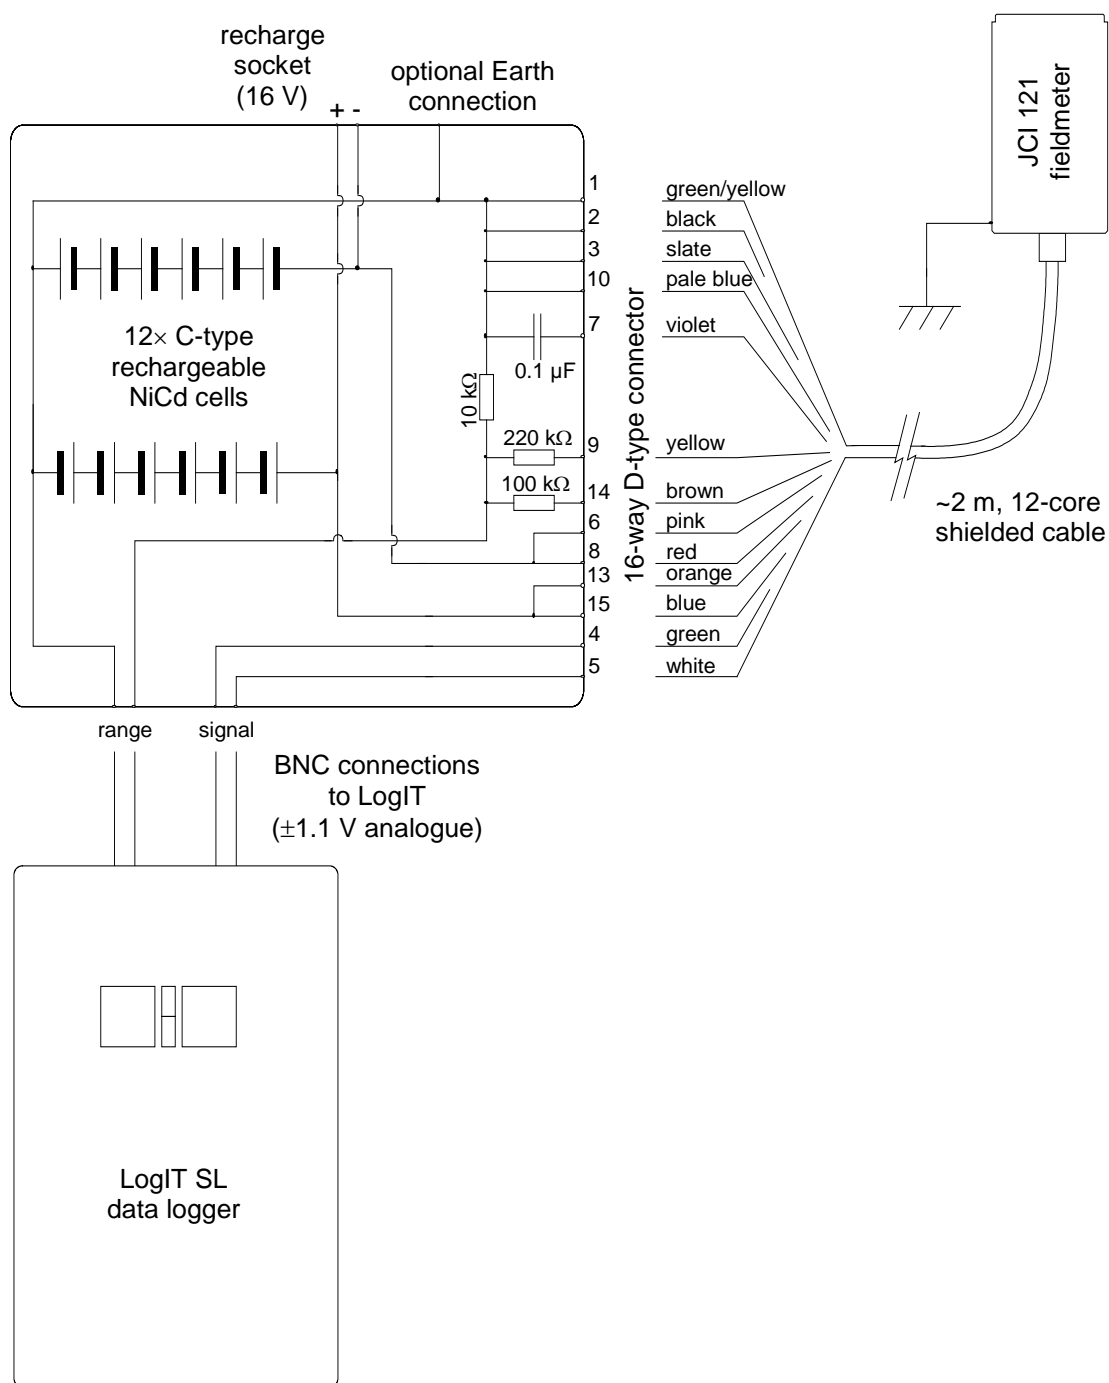 recharge
socket
(16 V)
+ -
optional Earth
connection
JCI 121
fieldmeter
1
2
3
10
7
9
14
6
8
13
15
4
5
16-way D-type connector
green/yellow
black
slate
pale blue
violet
yellow
brown
pink
red
orange
blue
green
white
12× C-type
rechargeable
NiCd cells
0.1 µF
10 kΩ
220 kΩ
100 kΩ
~2 m, 12-core
shielded cable
range
signal
BNC connections
to LogIT
(±1.1 V analogue)
LogIT SL
data logger